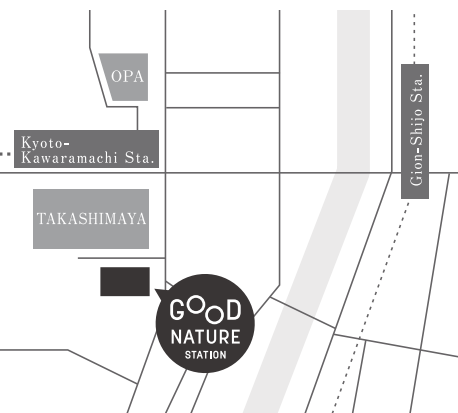 OPA
Kyoto-
Kawaramachi Sta.
Gion-Shijo Sta.
TAKASHIMAYA
GOOD
NATURE
STATION